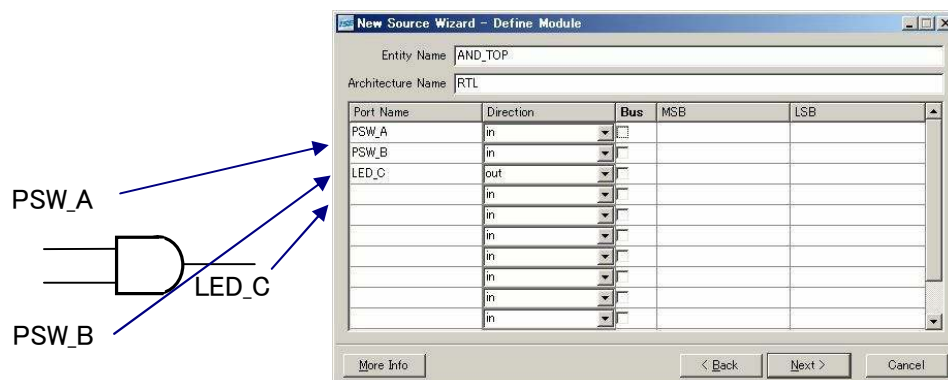 New Source Wizard - Define Module
Entity Name AND_TOP
Architecture Name RTL
Port Name Direction Bus MSB LSB
PSW_A in
PSW_B in
LED_C out
in
in
in
in
in
in
in
More Info < Back Next > Cancel
PSW_A
LED_C
PSW_B